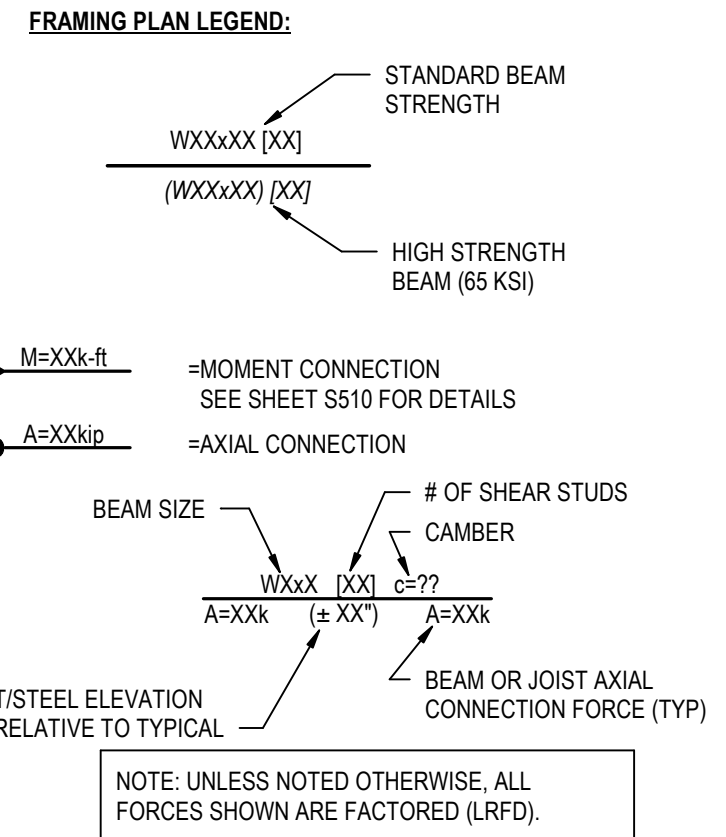 FRAMING PLAN LEGEND:
STANDARD BEAM
STRENGTH
WXXxXX [XX]
(WXXxXX) [XX]
HIGH STRENGTH
BEAM (65 KSI)
M=XXk-ft
=MOMENT CONNECTION
SEE SHEET S510 FOR DETAILS
A=XXkip
=AXIAL CONNECTION
# OF SHEAR STUDS
BEAM SIZE
CAMBER
WXxX [XX] c=??
A=XXk (± XX") A=XXk
BEAM OR JOIST AXIAL
CONNECTION FORCE (TYP)
T/STEEL ELEVATION
RELATIVE TO TYPICAL
NOTE: UNLESS NOTED OTHERWISE, ALL
FORCES SHOWN ARE FACTORED (LRFD).